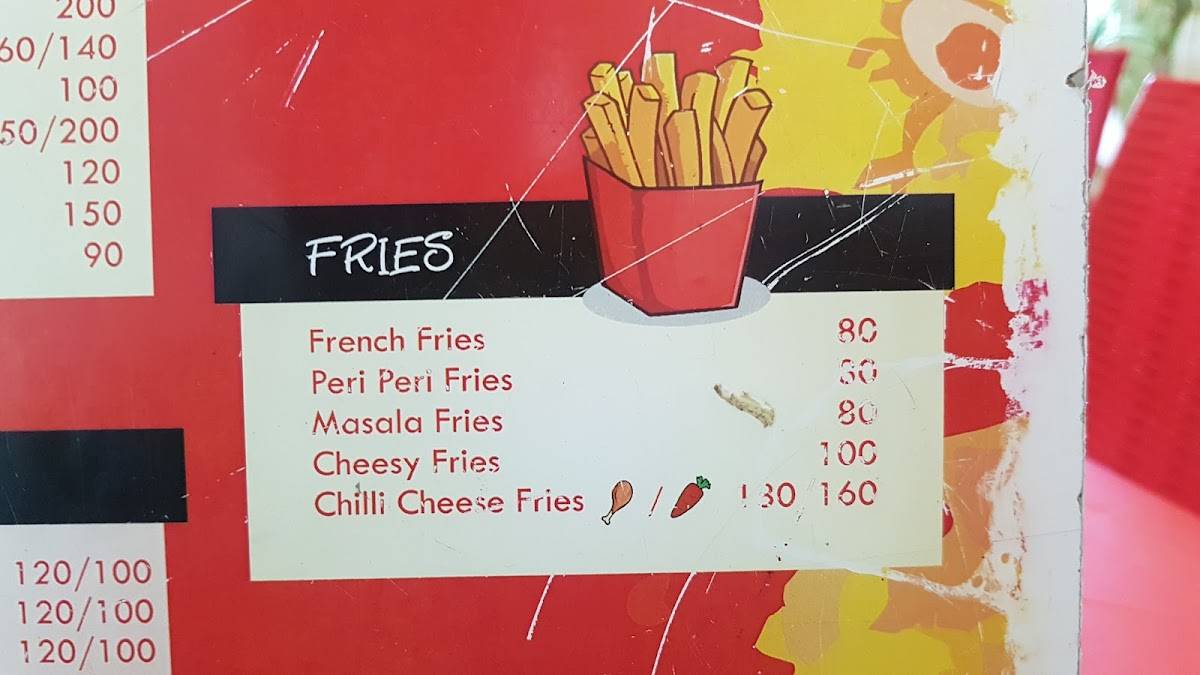 200
60/140
100
50/200
120
150
90
FRIES
French Fries 80
Peri Peri Fries 80
Masala Fries 80
Cheesy Fries 100
Chilli Cheese Fries / 160
120/100
120/100
120/100